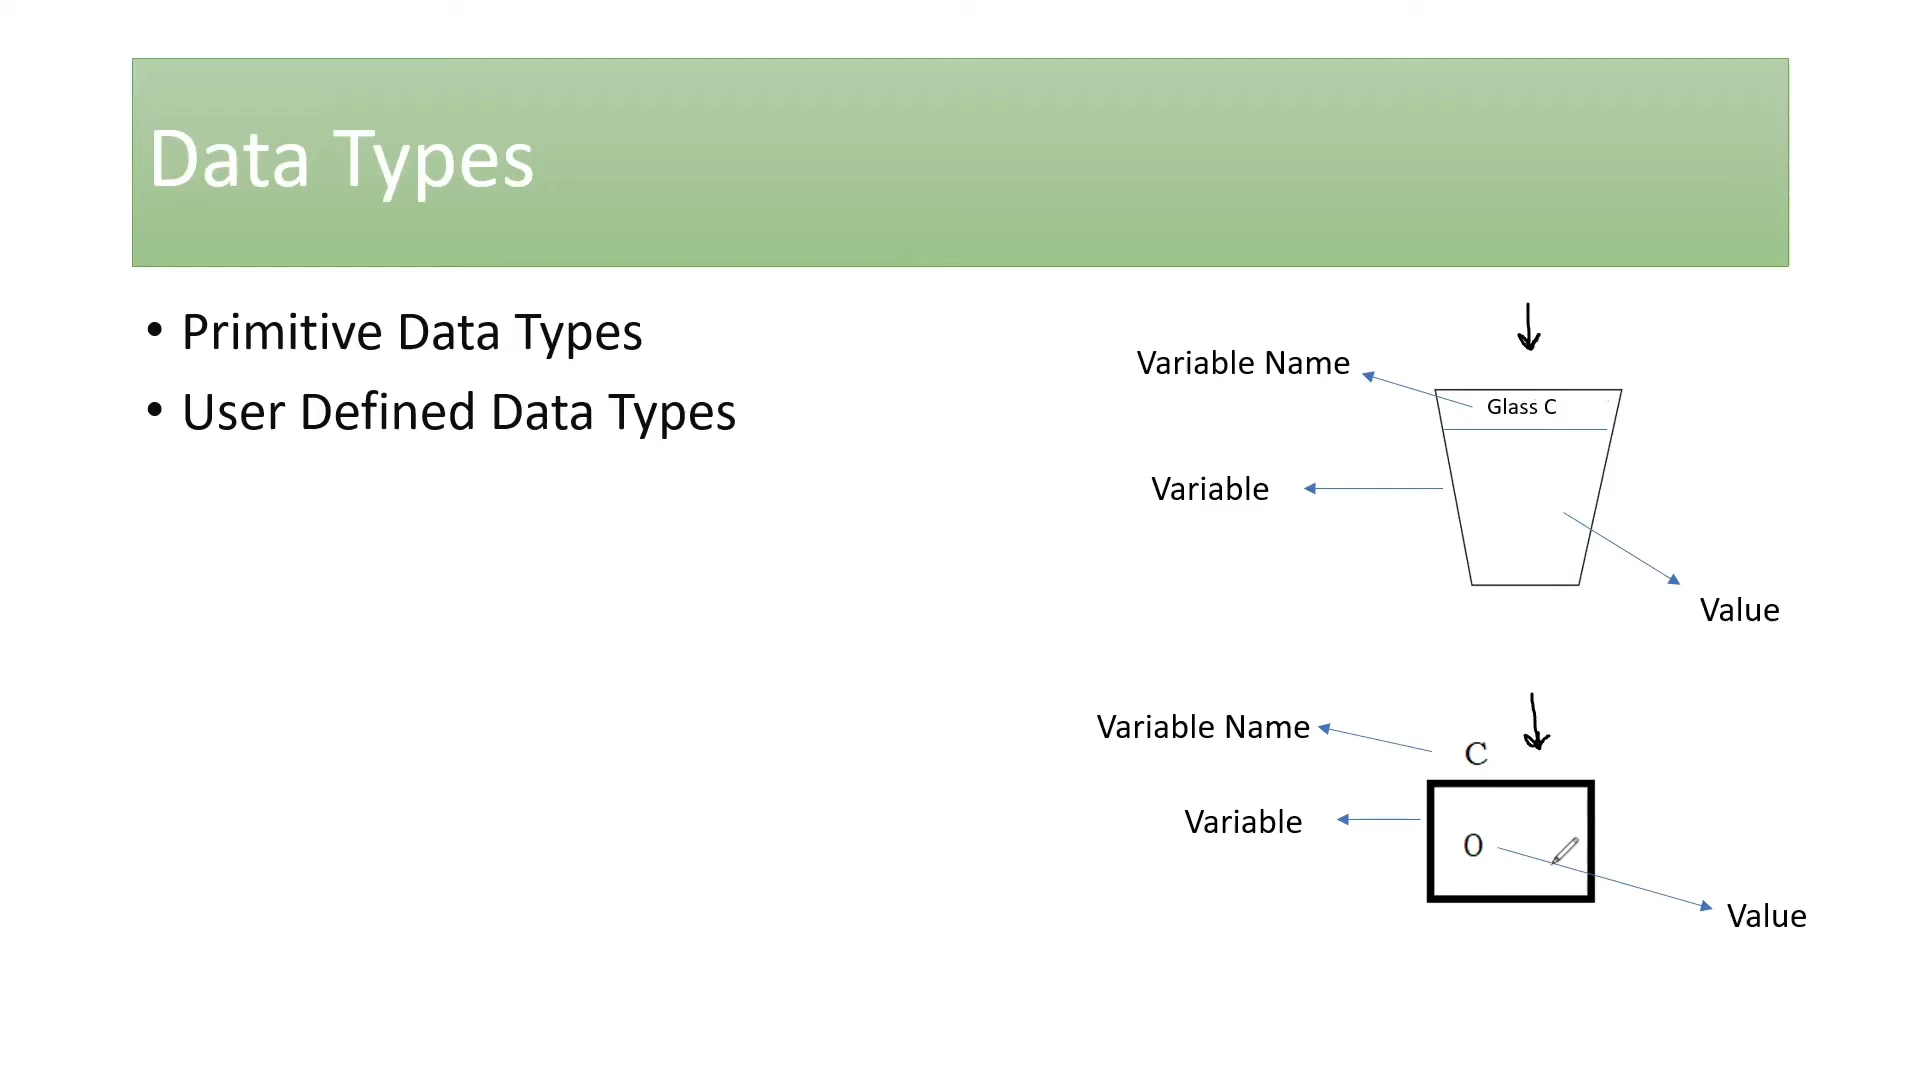 Data Types
• Primitive Data Types
• User Defined Data Types
Variable Name
Glass C
Variable
Value
Variable Name
C
Variable
0
Value